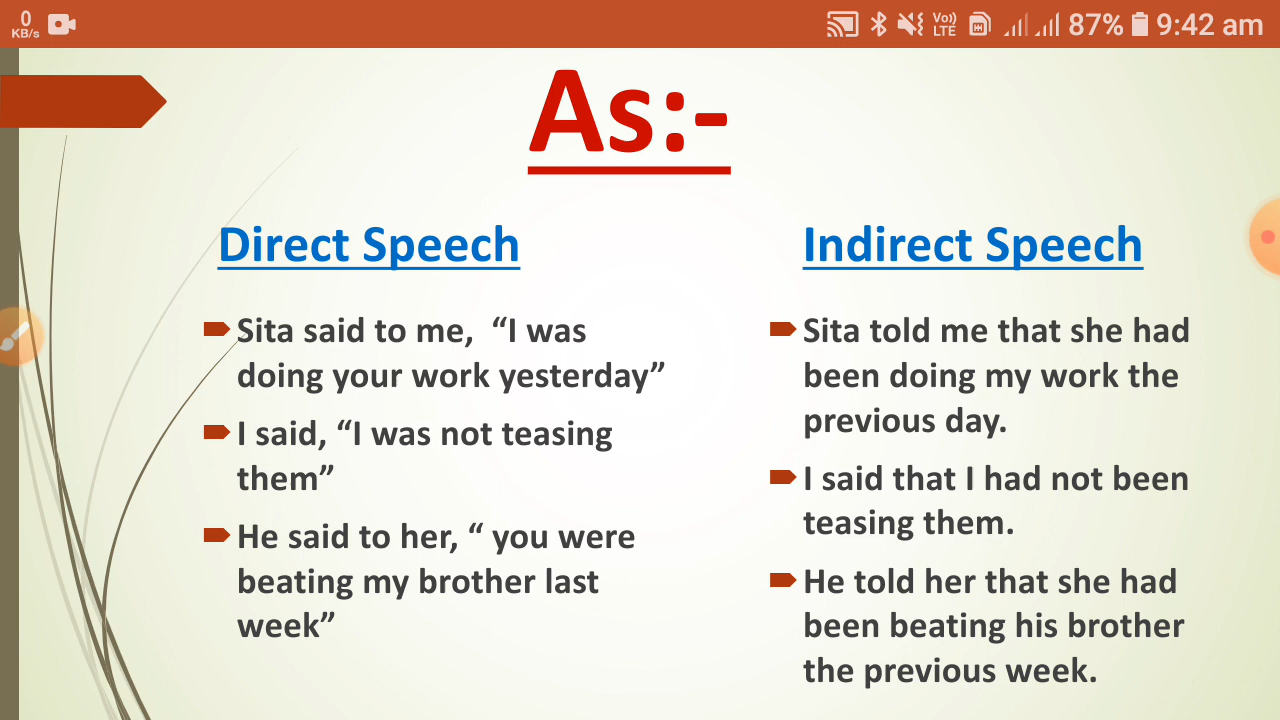 0
KB/s
Vo))
LTE
87%
9:42 am
As:-
Direct Speech
Sita said to me,  “I was
doing your work yesterday”
I said, “I was not teasing
them”
He said to her, “ you were
beating my brother last
week”
Indirect Speech
Sita told me that she had
been doing my work the
previous day.
I said that I had not been
teasing them.
He told her that she had
been beating his brother
the previous week.